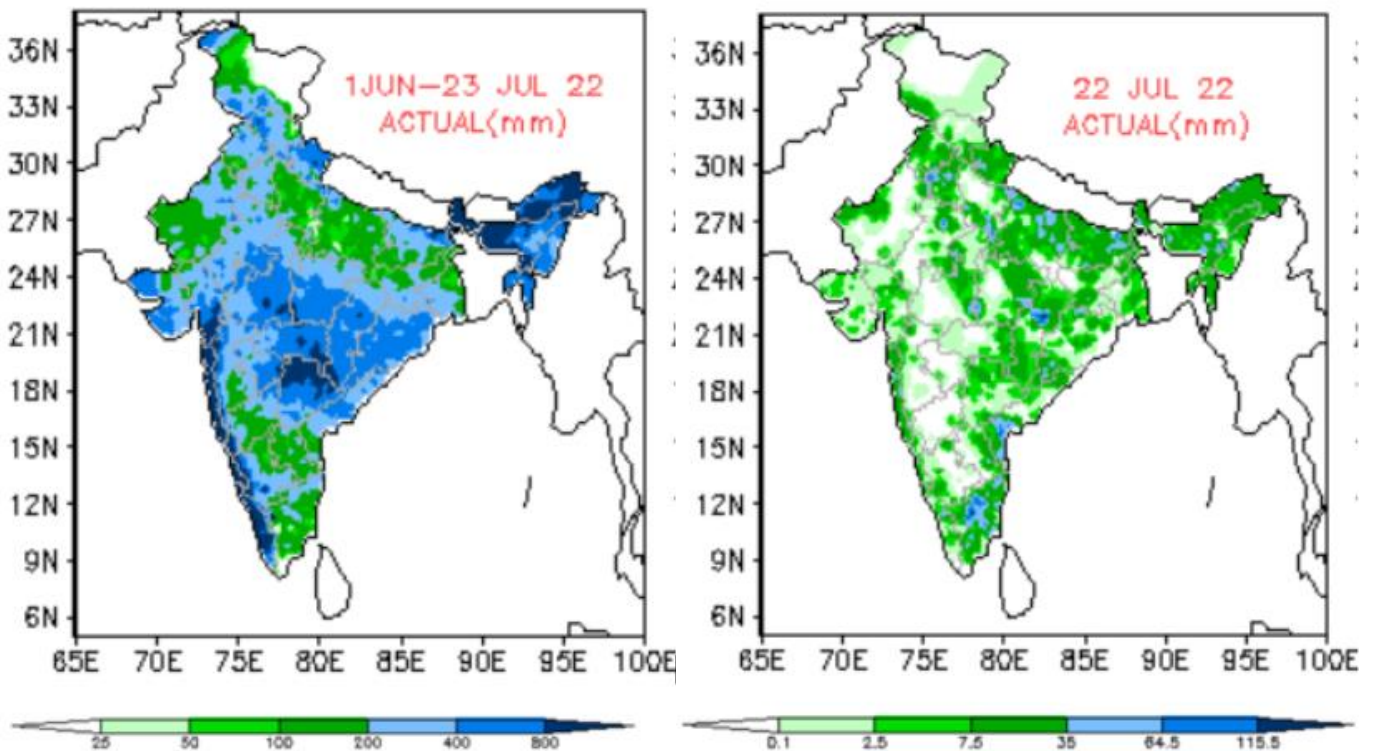 1JUN-23 JUL 22
ACTUAL(mm)
36N
33N
30N
27N
24N
21N
18N
15N
12N
9N
6N
65E 70E 75E 80E 85E 90E 95E 100E
25 50 100 200 400 800
22 JUL 22
ACTUAL(mm)
36N
33N
30N
27N
24N
21N
18N
15N
12N
9N
6N
65E 70E 75E 80E 85E 90E 95E 100E
0.1 2.5 7.5 35 64.5 115.5